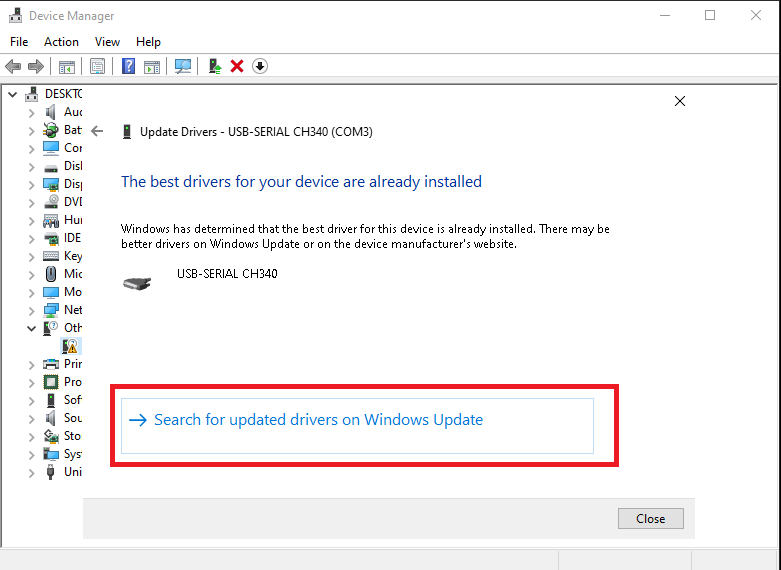 Device Manager
File Action View Help
DESKTC
Auc
Bat
Update Drivers - USB-SERIAL CH340 (COM3)
Cor
Disl
Disp
The best drivers for your device are already installed
DVD
Hur
Windows has determined that the best driver for this device is already installed. There may be
IDE
better drivers on Windows Update or on the device manufacturer's website.
Key
Mic
USB-SERIAL CH340
Mo
Net
Oth
Prin
Pro
Sof
Sou
Search for updated drivers on Windows Update
Sto
Syst
Uni
Close